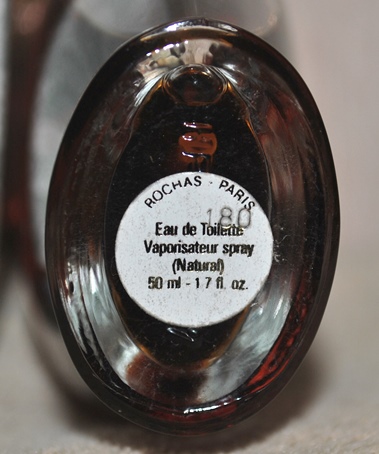 ROCHAS - PARIS
180
Eau de Toilette
Vaporisateur spray
(Natural)
50 ml - 1 7 fl. oz.